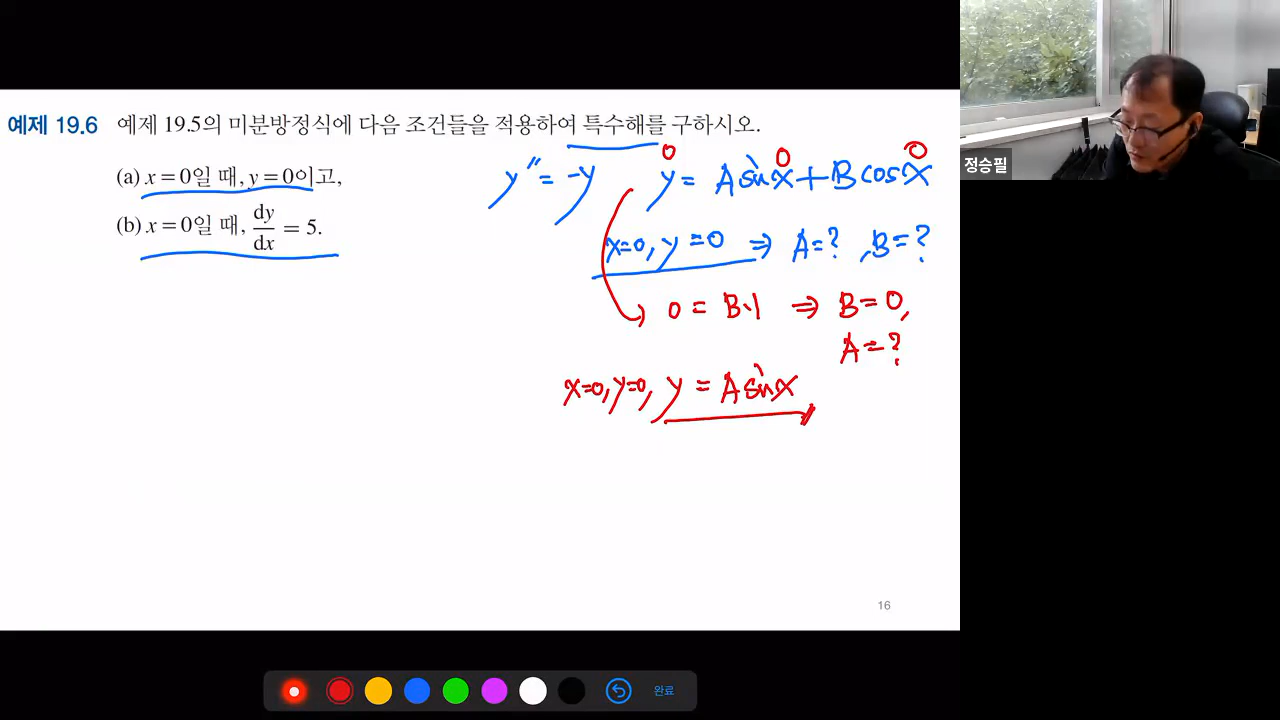 예제 19.6 예제 19.5의 미분방정식에 다음 조건들을 적용하여 특수해를 구하시오.
(a) x=0일 때, y=0이고,
(b) x=0일 때, dy/dx = 5.
y″ = -y
0 0 0
y = A sin x + B cos x
x=0, y=0 ⇒ A=? , B=?
0 = B·1 ⇒ B=0,
A=?
x=0, y=0, y = A sin x
16
정승필
완료